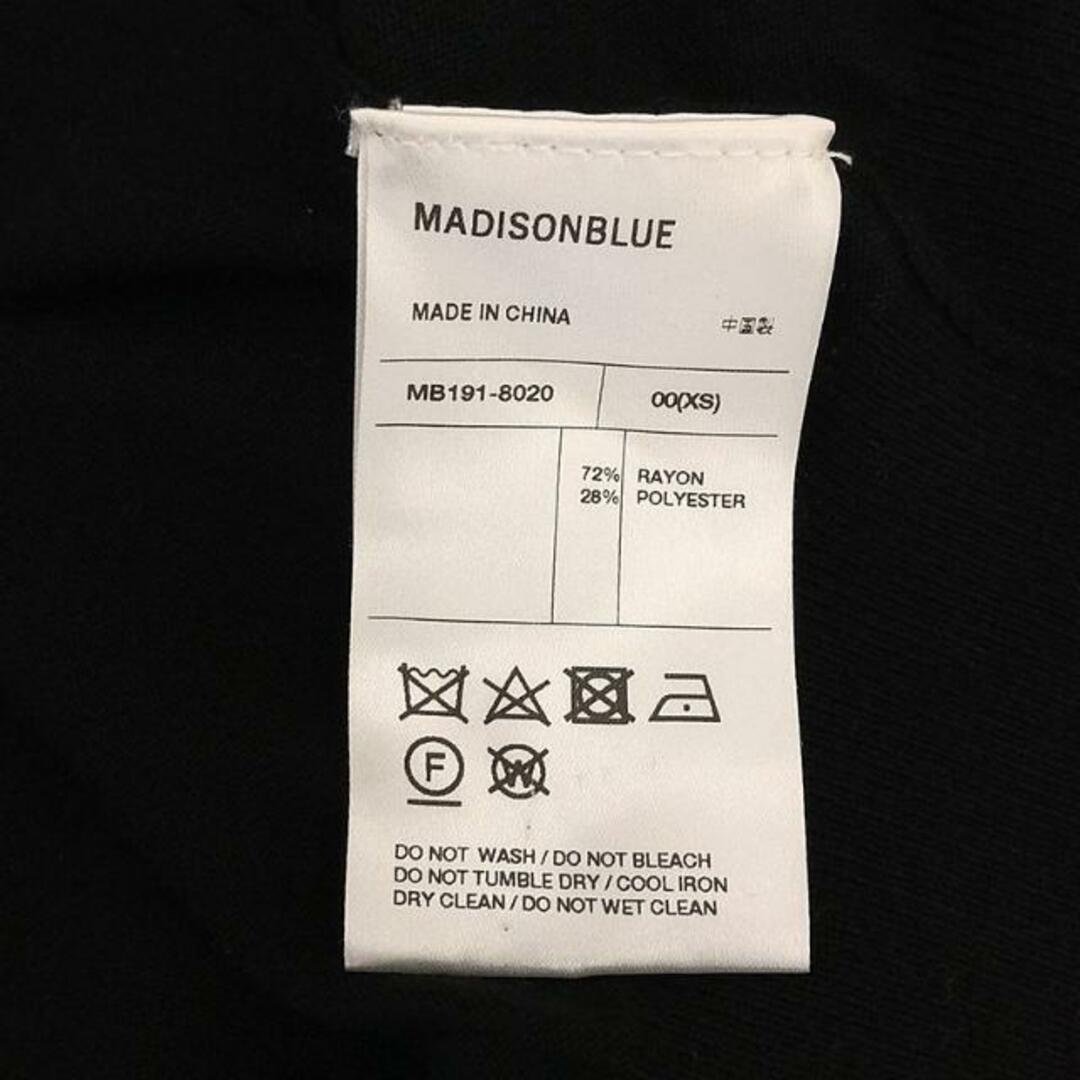 MADISONBLUE
MADE IN CHINA 中国製
MB191-8020 00(XS)
72% RAYON
28% POLYESTER
F W
DO NOT WASH / DO NOT BLEACH
DO NOT TUMBLE DRY / COOL IRON
DRY CLEAN / DO NOT WET CLEAN